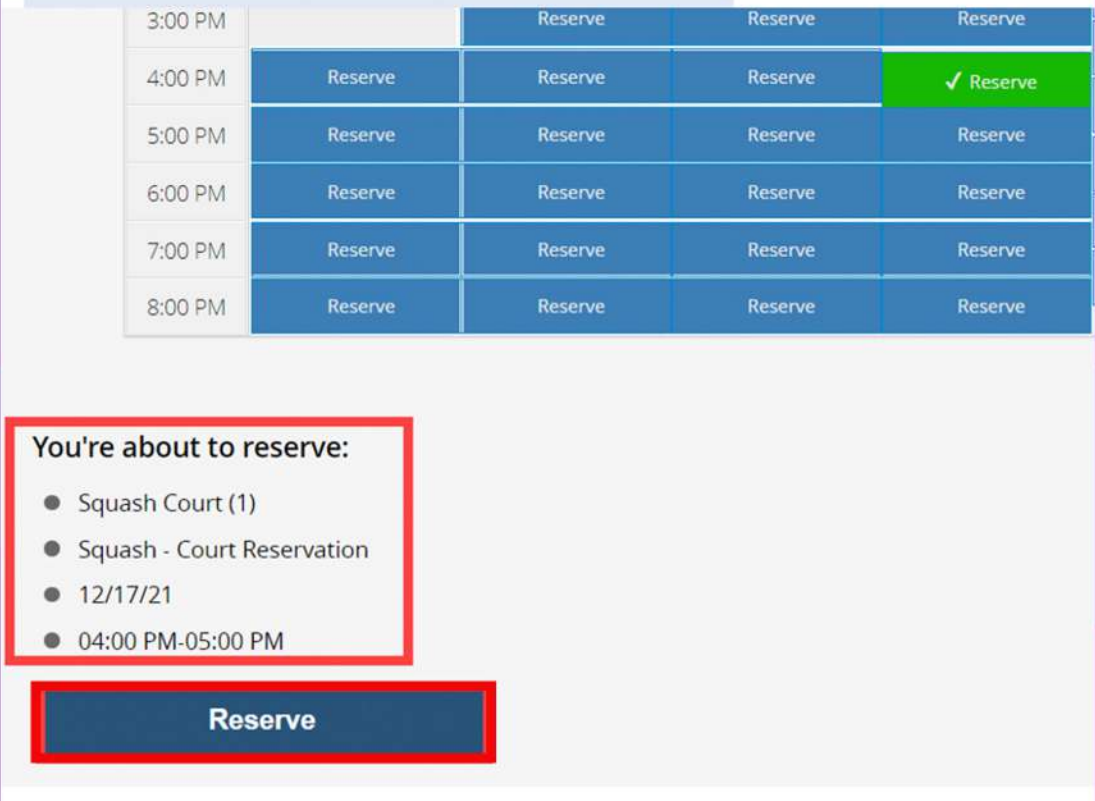 3:00 PM Reserve Reserve Reserve
4:00 PM Reserve Reserve Reserve ✓ Reserve
5:00 PM Reserve Reserve Reserve Reserve
6:00 PM Reserve Reserve Reserve Reserve
7:00 PM Reserve Reserve Reserve Reserve
8:00 PM Reserve Reserve Reserve Reserve
You're about to reserve:
● Squash Court (1)
● Squash - Court Reservation
● 12/17/21
● 04:00 PM-05:00 PM
Reserve